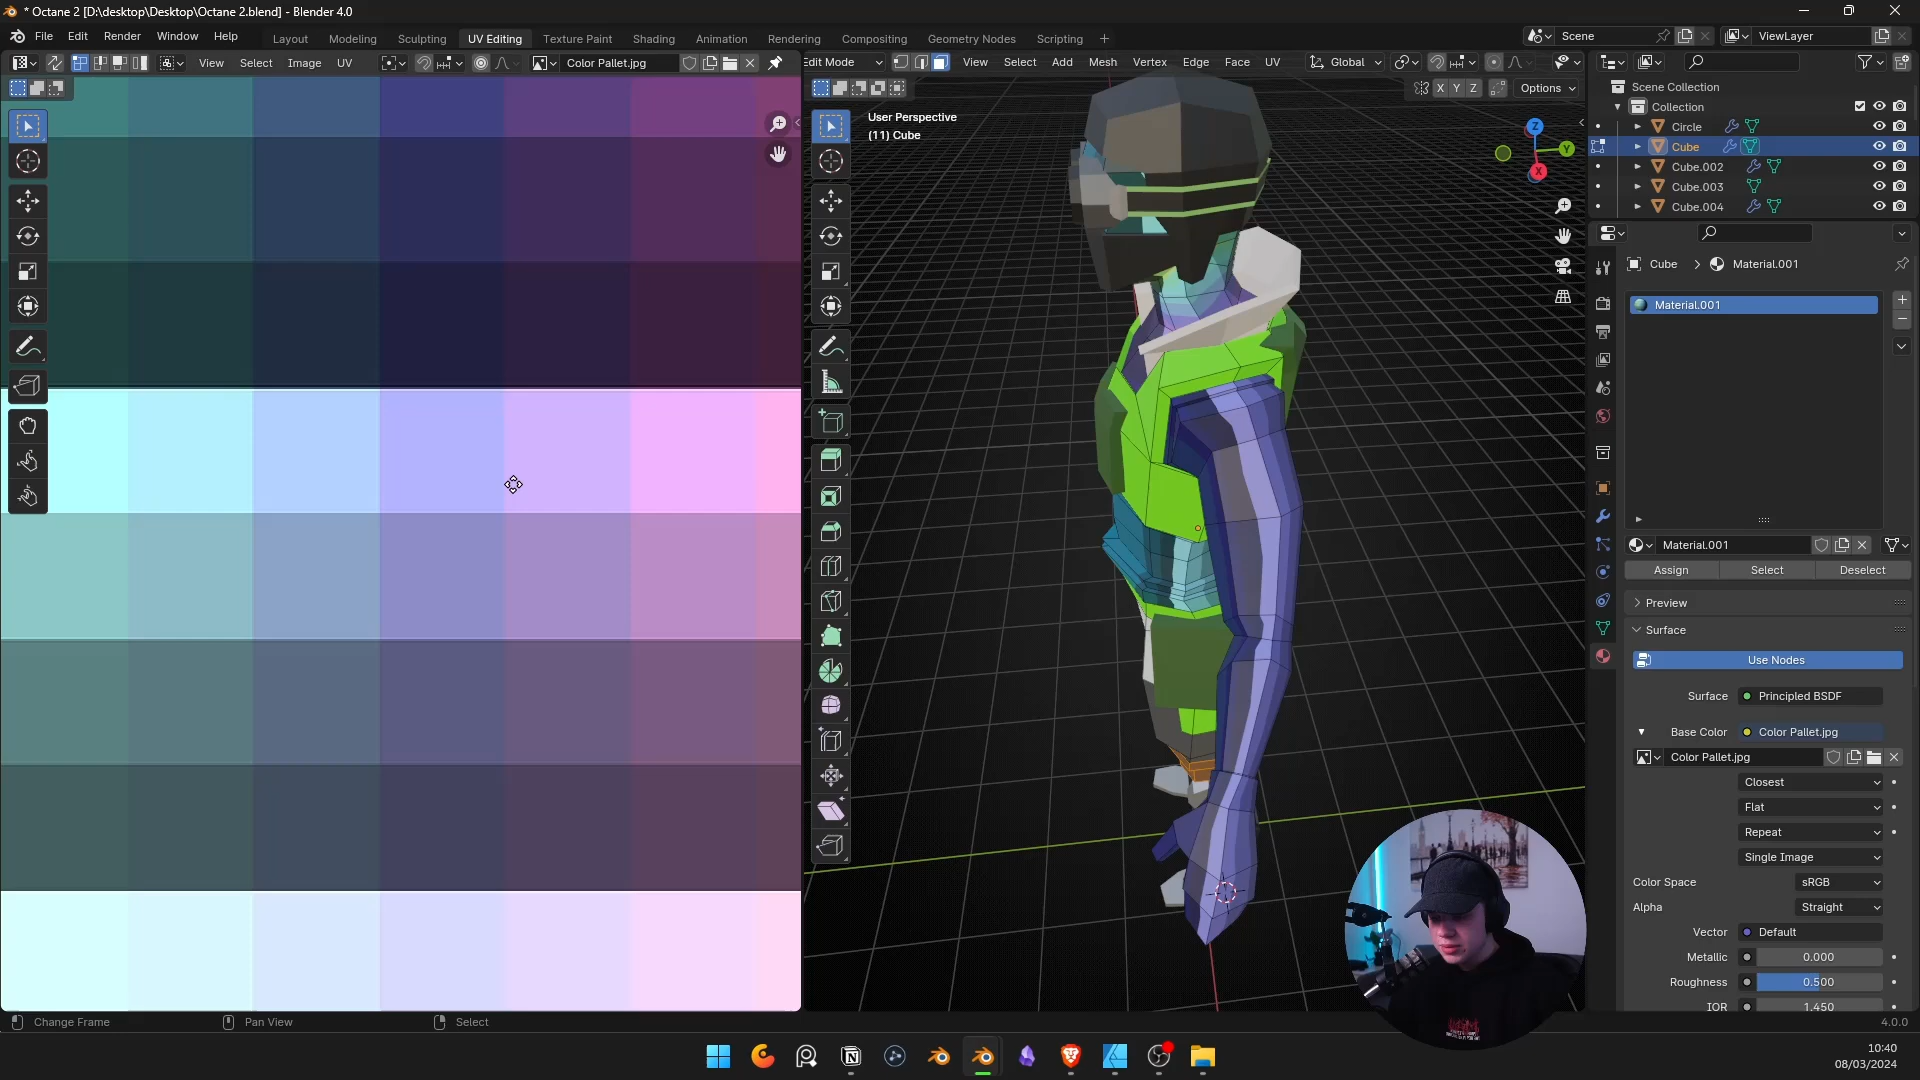 * Octane 2 [D:\desktop\Desktop\Octane 2.blend] - Blender 4.0
File Edit Render Window Help
Layout Modeling Sculpting UV Editing Texture Paint Shading Animation Rendering Compositing Geometry Nodes Scripting +
Scene
ViewLayer
View Select Image UV
Color Pallet.jpg
Edit Mode
View Select Add Mesh Vertex Edge Face UV
Global
X Y Z
Options
User Perspective
(11) Cube
Z
Y
X
Scene Collection
Collection
Circle
Cube
Cube.002
Cube.003
Cube.004
Cube > Material.001
Material.001
Material.001
Assign Select Deselect
Preview
Surface
Use Nodes
Surface Principled BSDF
Base Color Color Pallet.jpg
Color Pallet.jpg
Closest
Flat
Repeat
Single Image
Color Space sRGB
Alpha Straight
Vector Default
Metallic 0.000
Roughness 0.500
IOR 1.450
Change Frame Pan View Select
4.0.0
10:40
08/03/2024